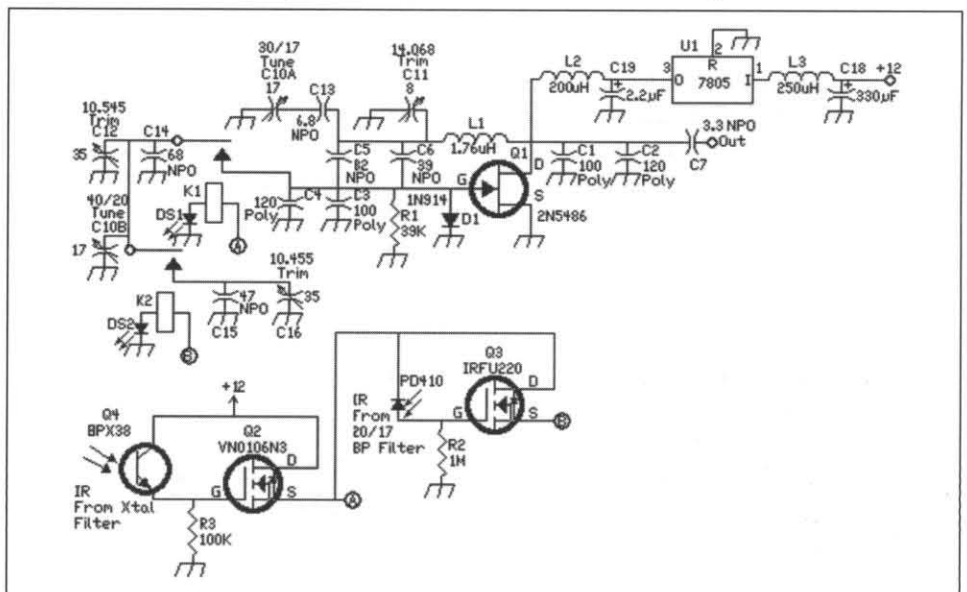 30/17
Tune
C10A
17
C13
6.8
NPO
14.068
Trim
C11
8
L2
200uH
C19
2.2µF
U1
2
R
3
O
7805
I
1
L3
250uH
C18
+12
330µF
10.545
Trim
C12
35
C14
68
NPO
C5
82
NPO
C6
39
NPO
L1
1.76uH
Q1
D
G
S
2N5486
C1
100
Poly
C2
120
Poly
C7
3.3 NPO
Out
40/20
Tune
C10B
17
K1
DS1
A
120
Poly
C4
C3
100
Poly
R1
39K
1N914
D1
10.455
Trim
35
C16
47
NPO
C15
K2
DS2
B
+12
Q4
BPX38
IR
From Xtal
Filter
Q2
VN0106N3
G
D
S
A
R3
100K
PD410
IR
From
20/17
BP Filter
Q3
IRFU220
G
D
S
B
R2
1M